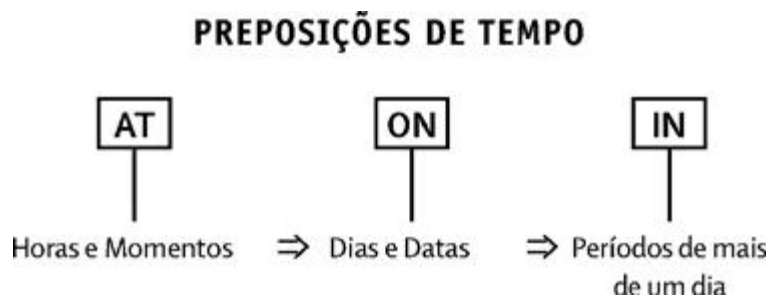 PREPOSIÇÕES DE TEMPO
AT ON IN
Horas e Momentos ⇒ Dias e Datas ⇒ Períodos de mais
de um dia